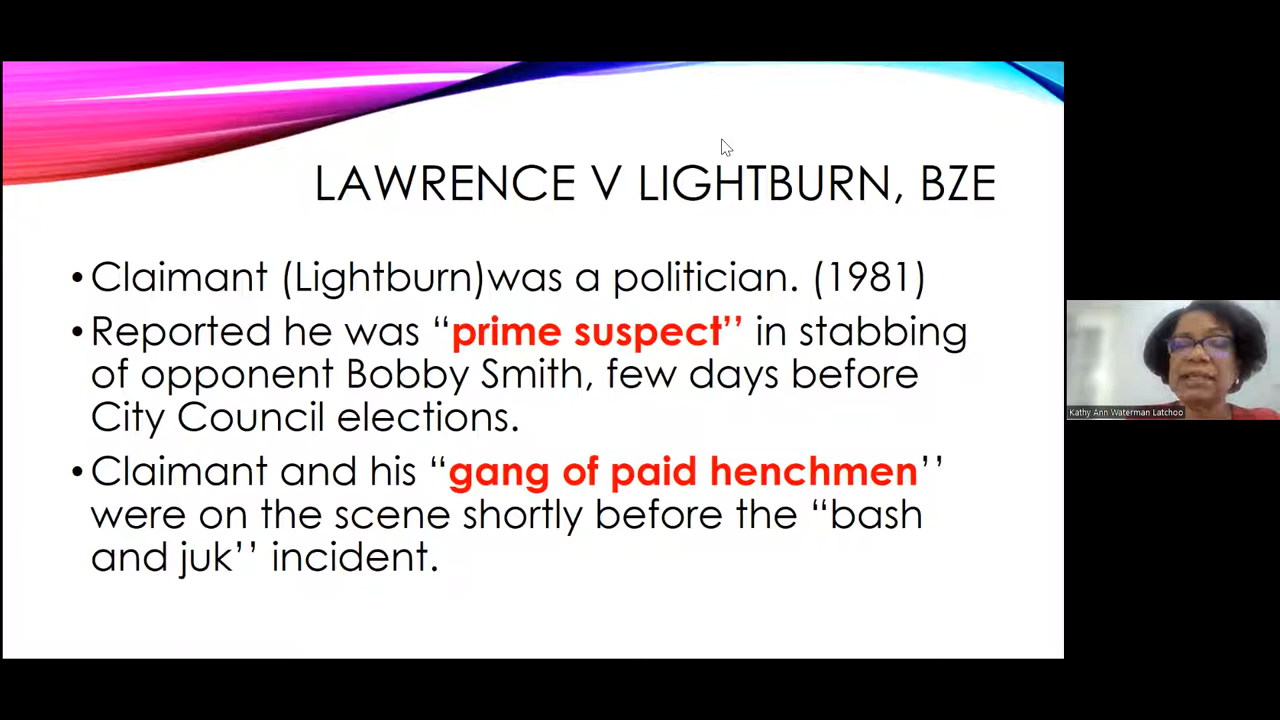 LAWRENCE V LIGHTBURN, BZE
•Claimant (Lightburn)was a politician. (1981)
•Reported he was “prime suspect’’ in stabbing
of opponent Bobby Smith, few days before
City Council elections.
•Claimant and his “gang of paid henchmen’’
were on the scene shortly before the “bash
and juk’’ incident.
Kathy Ann Waterman Latchoo